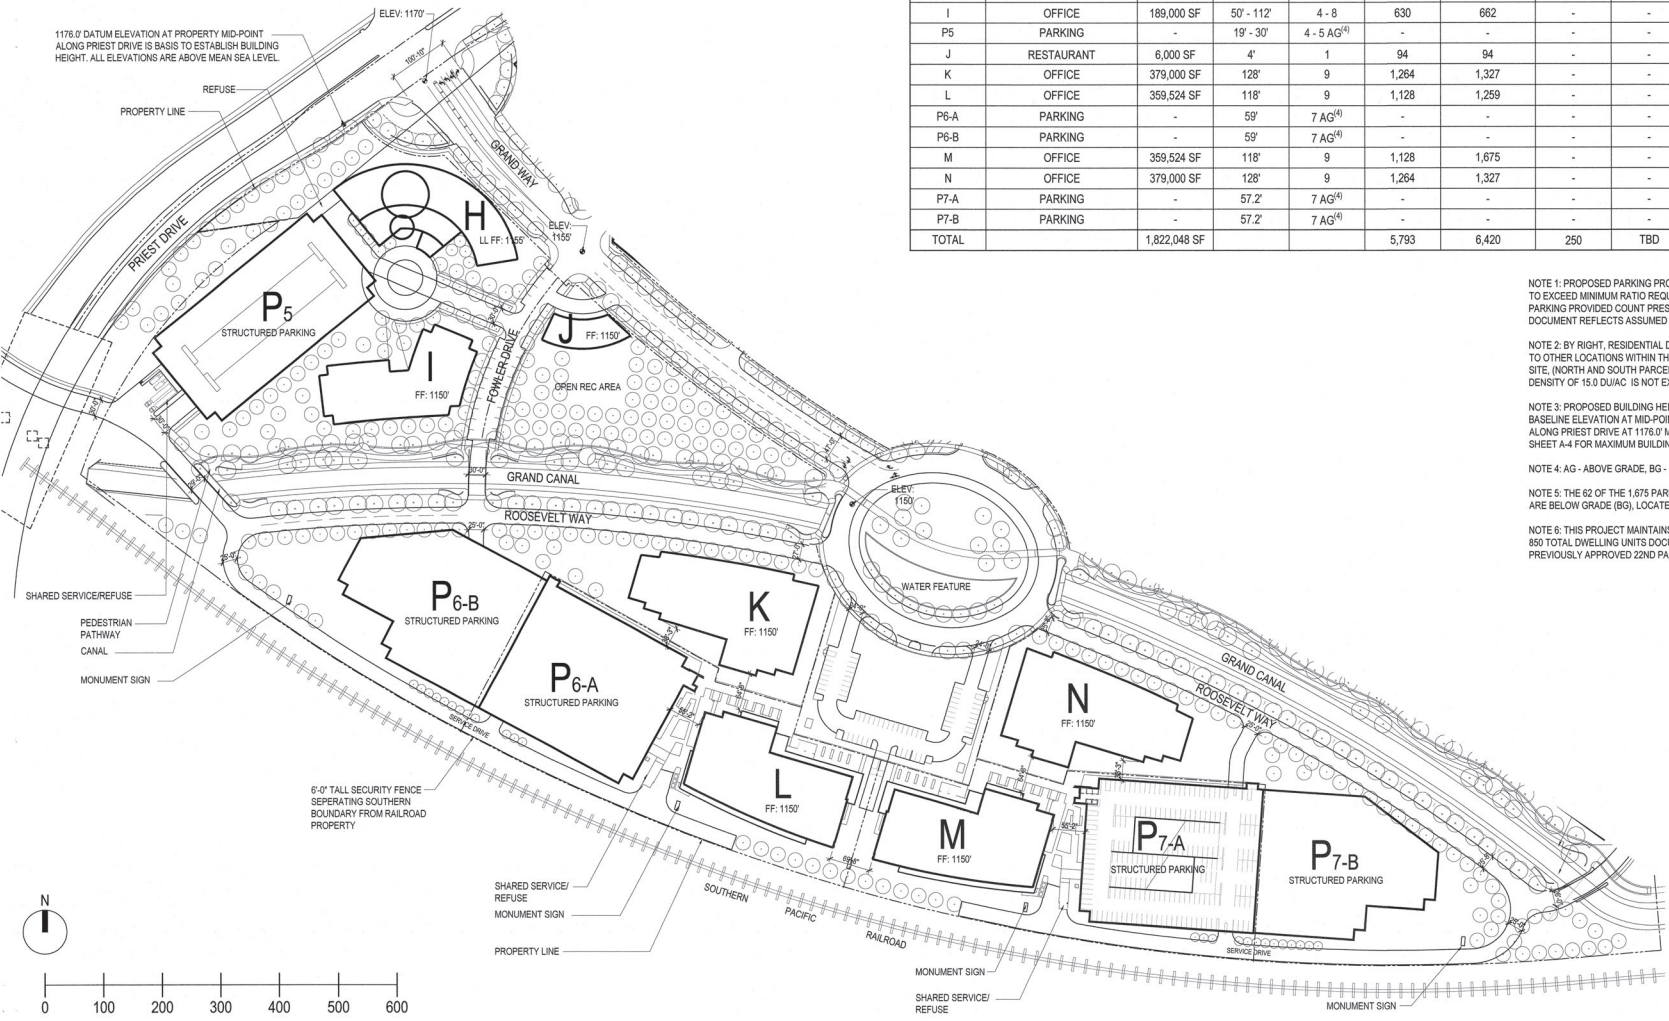 I OFFICE 189,000 SF 50' - 112' 4 - 8 630 662 - -
P5 PARKING - 19' - 30' 4 - 5 AG(4) - - - -
J RESTAURANT 6,000 SF 4' 1 94 94 - -
K OFFICE 379,000 SF 128' 9 1,264 1,327 - -
L OFFICE 359,524 SF 118' 9 1,128 1,259 - -
P6-A PARKING - 59' 7 AG(4) - - - -
P6-B PARKING - 59' 7 AG(4) - - - -
M OFFICE 359,524 SF 118' 9 1,128 1,675 - -
N OFFICE 379,000 SF 128' 9 1,264 1,327 - -
P7-A PARKING - 57.2' 7 AG(4) - - - -
P7-B PARKING - 57.2' 7 AG(4) - - - -
TOTAL 1,822,048 SF 5,793 6,420 250 TBD
NOTE 1: PROPOSED PARKING PRO
TO EXCEED MINIMUM RATIO REQU
PARKING PROVIDED COUNT PRES
DOCUMENT REFLECTS ASSUMED
NOTE 2: BY RIGHT, RESIDENTIAL D
TO OTHER LOCATIONS WITHIN TH
SITE, (NORTH AND SOUTH PARCE
DENSITY OF 15.0 DU/AC IS NOT E
NOTE 3: PROPOSED BUILDING HEI
BASELINE ELEVATION AT MID-POI
ALONG PRIEST DRIVE AT 1176.0' M
SHEET A-4 FOR MAXIMUM BUILDIN
NOTE 4: AG - ABOVE GRADE, BG -
NOTE 5: THE 62 OF THE 1,675 PAR
ARE BELOW GRADE (BG), LOCATE
NOTE 6: THIS PROJECT MAINTAINS
850 TOTAL DWELLING UNITS DOCU
PREVIOUSLY APPROVED 22ND PA
ELEV: 1170'
1176.0' DATUM ELEVATION AT PROPERTY MID-POINT
ALONG PRIEST DRIVE IS BASIS TO ESTABLISH BUILDING
HEIGHT. ALL ELEVATIONS ARE ABOVE MEAN SEA LEVEL.
100'-10"
REFUSE
PROPERTY LINE
GRAND WAY
PRIEST DRIVE
H
LL FF: 1155'
ELEV:
1155'
P5
STRUCTURED PARKING
30'-0"
J
FF: 1150'
I
FF: 1150'
FOWLER DRIVE
OPEN REC AREA
30'-0"
GRAND CANAL
ROOSEVELT WAY
25'-0"
ELEV:
1150'
WATER FEATURE
SHARED SERVICE/REFUSE
PEDESTRIAN
PATHWAY
CANAL
MONUMENT SIGN
P6-B
STRUCTURED PARKING
K
FF: 1150'
P6-A
STRUCTURED PARKING
N
FF: 1150'
GRAND CANAL
ROOSEVELT WAY
SERVICE DRIVE
L
FF: 1150'
M
FF: 1150'
P7-A
STRUCTURED PARKING
P7-B
STRUCTURED PARKING
6'-0" TALL SECURITY FENCE
SEPERATING SOUTHERN
BOUNDARY FROM RAILROAD
PROPERTY
SHARED SERVICE/
REFUSE
MONUMENT SIGN
PROPERTY LINE
SOUTHERN
PACIFIC
RAILROAD
SERVICE DRIVE
MONUMENT SIGN
SHARED SERVICE/
REFUSE
MONUMENT SIGN
N
0 100 200 300 400 500 600